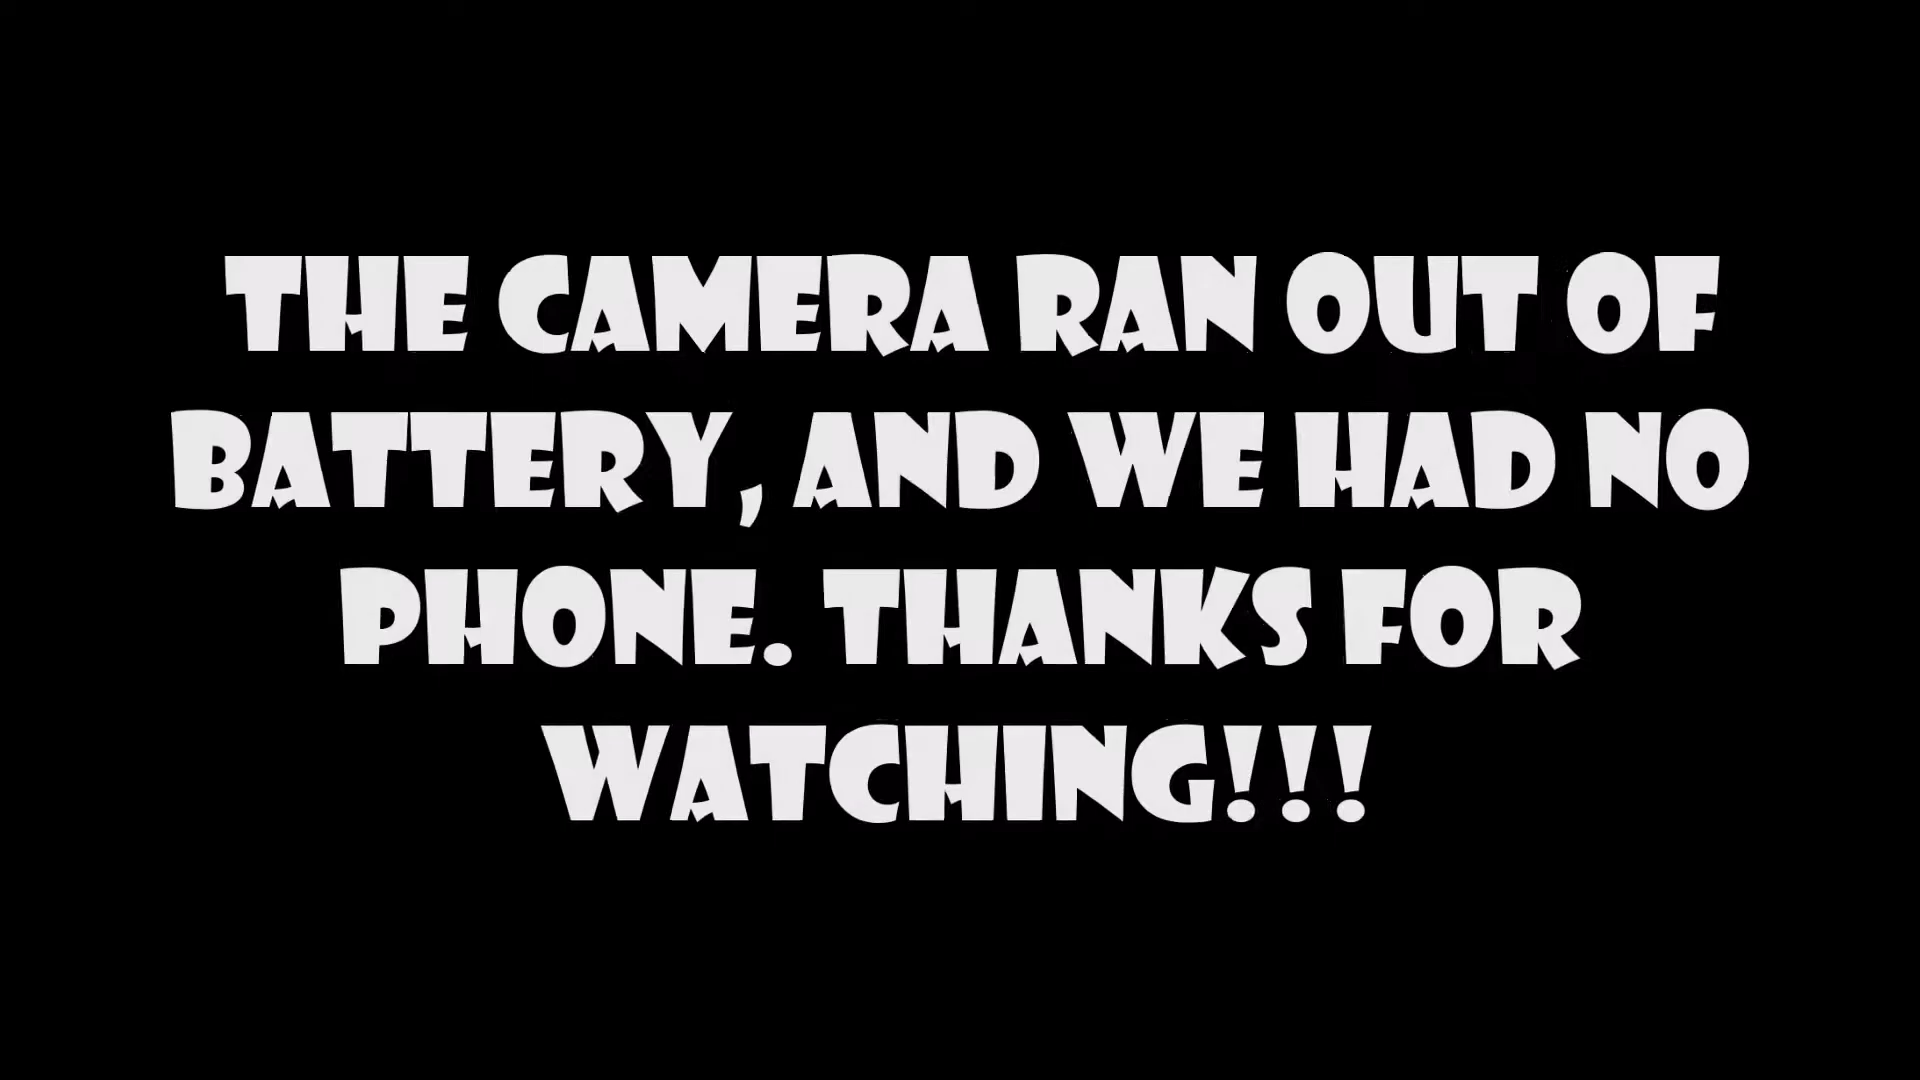 THE CAMERA RAN OUT OF
BATTERY, AND WE HAD NO
PHONE. THANKS FOR
WATCHING!!!